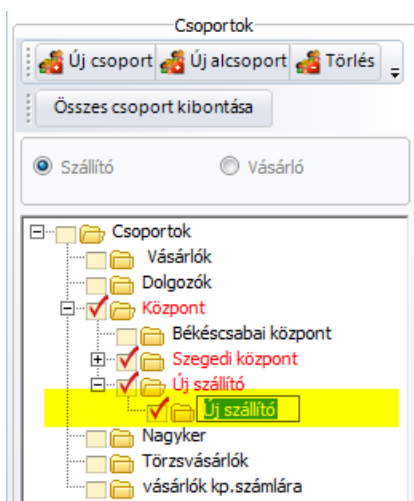 Csoportok
Új csoport Új alcsoport Törlés
Összes csoport kibontása
Szállító Vásárló
Csoportok
Vásárlók
Dolgozók
Központ
Békéscsabai központ
Szegedi központ
Új szállító
Új szállító
Nagyker
Törzsvásárlók
vásárlók kp.számlára